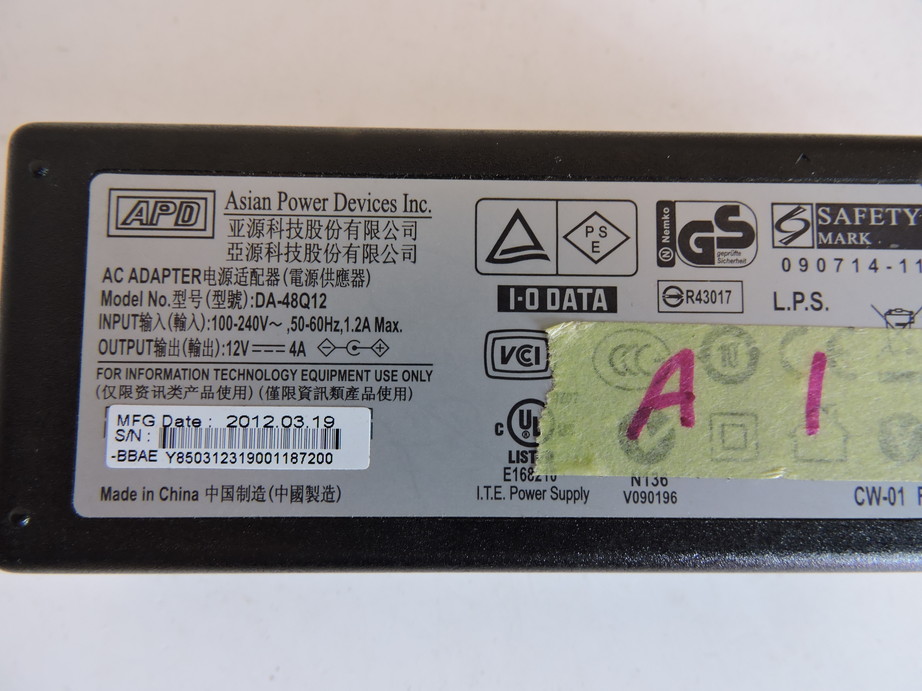 APD
Asian Power Devices Inc.
亚源科技股份有限公司
亞源科技股份有限公司
AC ADAPTER电源适配器(電源供應器)
Model No.型号(型號):DA-48Q12
INPUT输入(輸入):100-240V～ ,50-60Hz,1.2A Max.
OUTPUT输出(輸出):12V⎓ 4A
FOR INFORMATION TECHNOLOGY EQUIPMENT USE ONLY
(仅限资讯类产品使用) (僅限資訊類產品使用)
MFG Date : 2012.03.19
S/N :
-BBAE Y850312319001187200
Made in China 中国制造(中國製造)
PS
E
I-O DATA
VCI
c UL us
LIST
E168210
I.T.E. Power Supply
Nemko
GS
geprüfte
Sicherheit
R43017
SAFETY
MARK
090714-11
L.P.S.
A 1
N136
V090196
CW-01